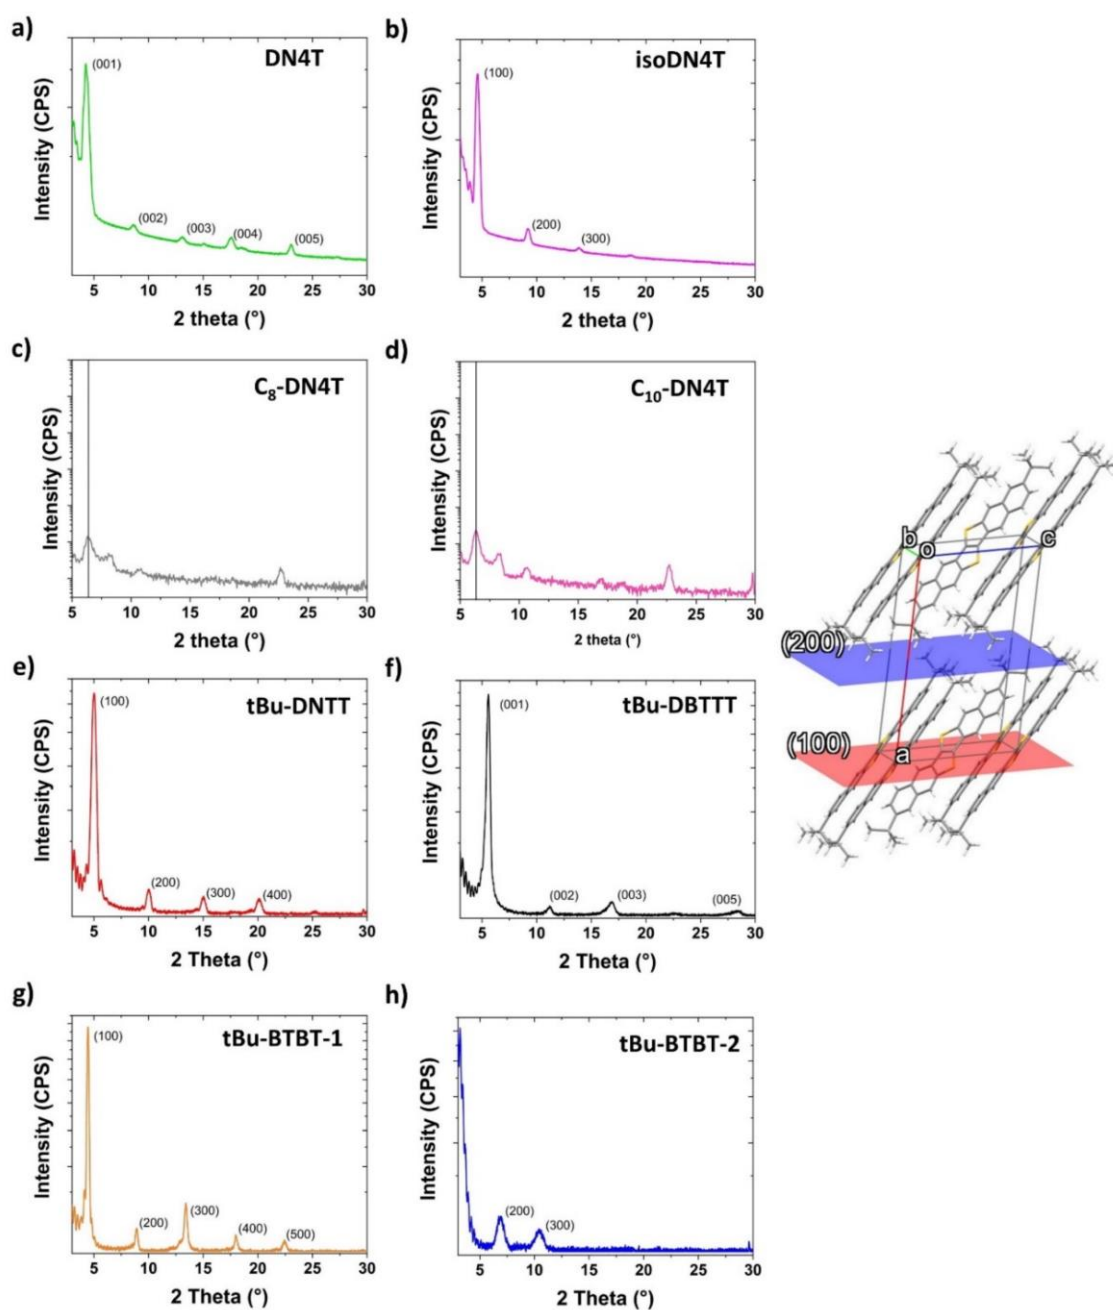 a)
DN4T
(001)
(002)
(003)
(004)
(005)
Intensity (CPS)
5 10 15 20 25 30
2 theta (°)
b)
isoDN4T
(100)
(200)
(300)
Intensity (CPS)
5 10 15 20 25 30
2 theta (°)
c)
C8-DN4T
Intensity (CPS)
5 10 15 20 25 30
2 theta (°)
d)
C10-DN4T
Intensity (CPS)
5 10 15 20 25 30
2 theta (°)
e)
tBu-DNTT
(100)
(200)
(300)
(400)
Intensity (CPS)
5 10 15 20 25 30
2 Theta (°)
f)
tBu-DBTTT
(001)
(002)
(003)
(005)
Intensity (CPS)
5 10 15 20 25 30
2 Theta (°)
b
o
c
(200)
(100)
a
g)
tBu-BTBT-1
(100)
(200)
(300)
(400)
(500)
Intensity (CPS)
5 10 15 20 25 30
2 Theta (°)
h)
tBu-BTBT-2
(200)
(300)
Intensity (CPS)
5 10 15 20 25 30
2 Theta (°)